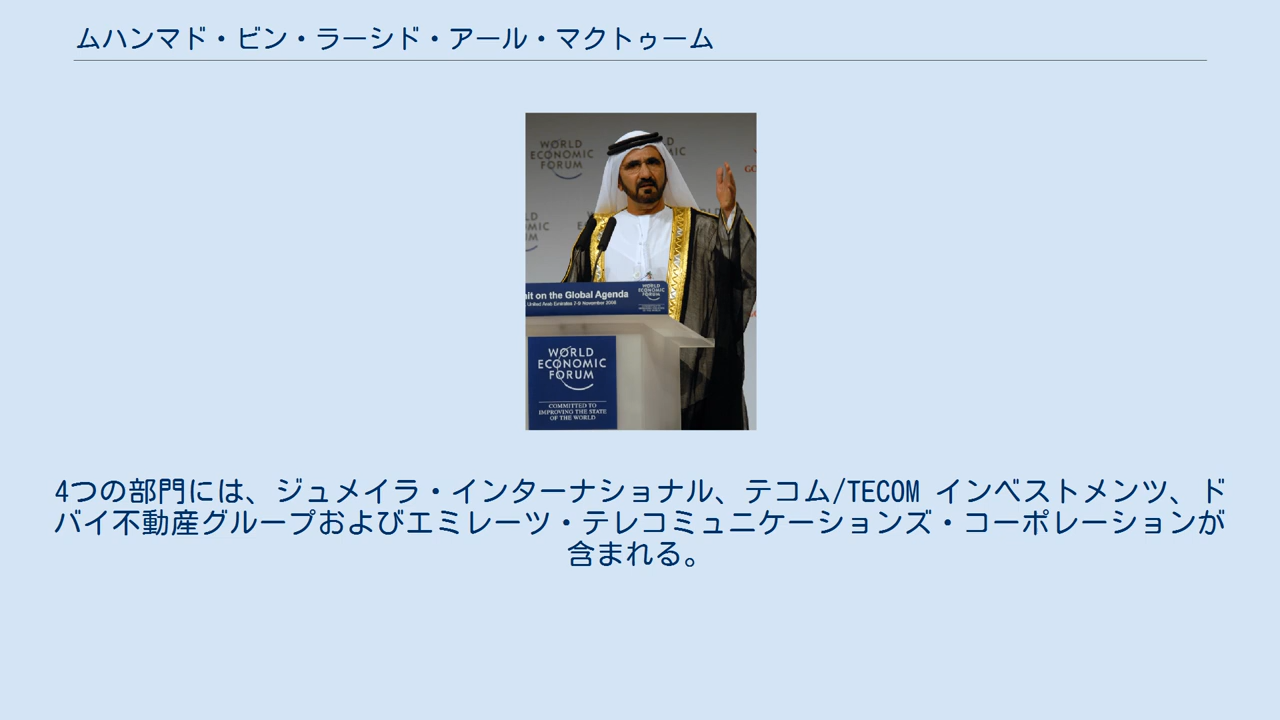 ムハンマド・ビン・ラーシド・アール・マクトゥーム
WORLD
ECONOMIC
FORUM
GO
nit on the Global Agenda
United Arab Emirates 7-9 November 2008
WORLD
ECONOMIC
FORUM
WORLD
ECONOMIC
FORUM
COMMITTED TO
IMPROVING THE STATE
OF THE WORLD
4つの部門には、ジュメイラ・インターナショナル、テコム/TECOM インベストメンツ、ド
バイ不動産グループおよびエミレーツ・テレコミュニケーションズ・コーポレーションが
含まれる。